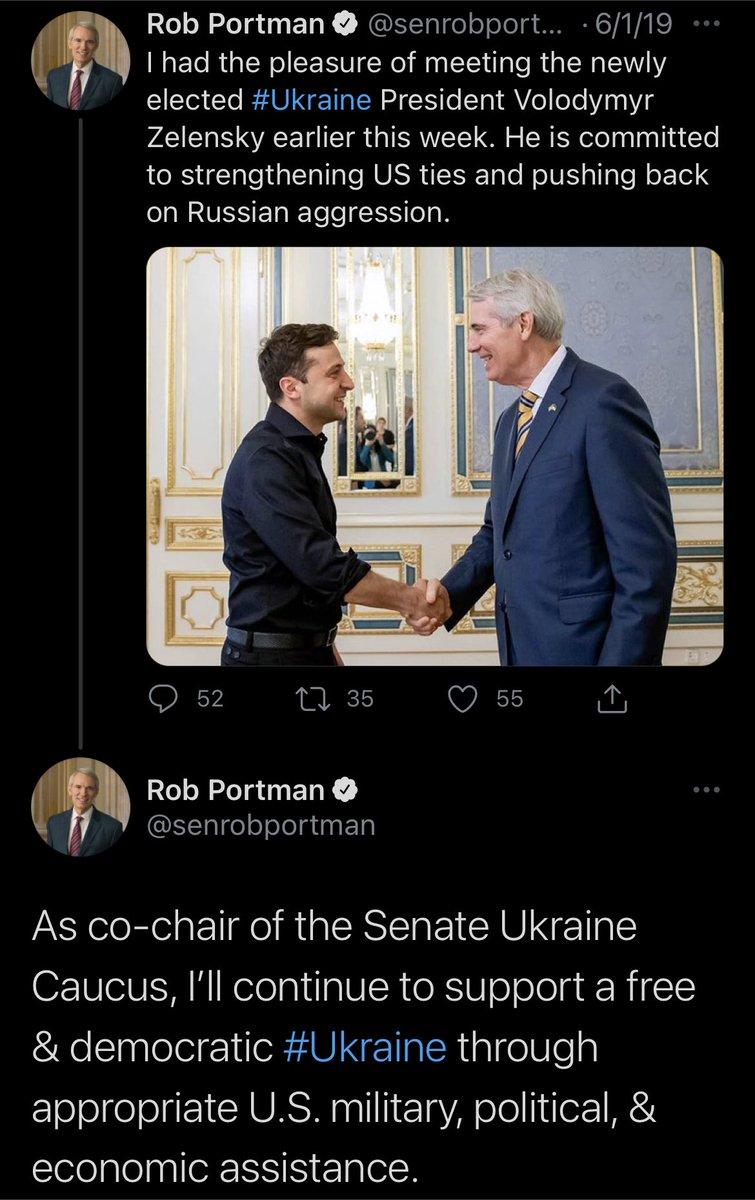 Rob Portman @senrobport... · 6/1/19 •••
I had the pleasure of meeting the newly
elected #Ukraine President Volodymyr
Zelensky earlier this week. He is committed
to strengthening US ties and pushing back
on Russian aggression.
52 35 55
Rob Portman •••
@senrobportman
As co-chair of the Senate Ukraine
Caucus, I’ll continue to support a free
& democratic #Ukraine through
appropriate U.S. military, political, &
economic assistance.